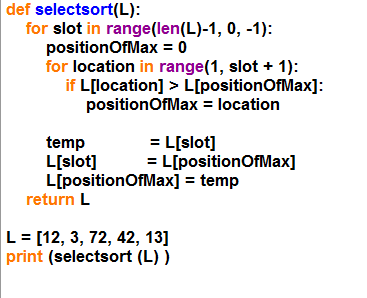 def selectsort(L):
    for slot in range(len(L)-1, 0, -1):
        positionOfMax = 0
        for location in range(1, slot + 1):
            if L[location] > L[positionOfMax]:
                positionOfMax = location

        temp            = L[slot]
        L[slot]         = L[positionOfMax]
        L[positionOfMax] = temp
    return L

L = [12, 3, 72, 42, 13]
print (selectsort (L) )